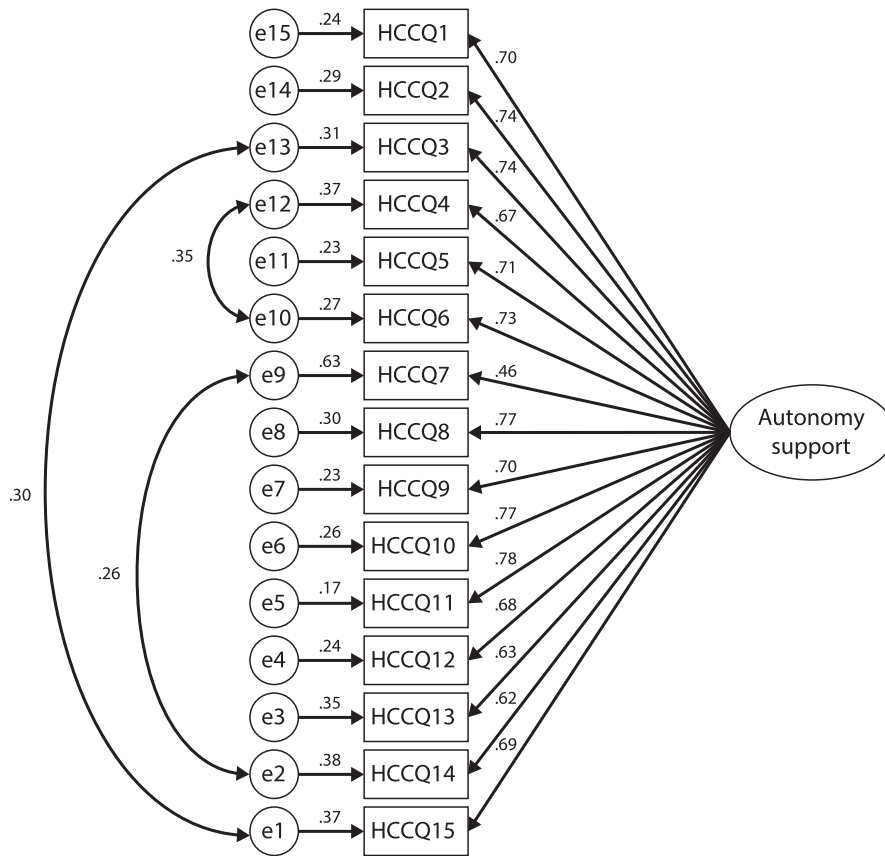 e15 .24 HCCQ1 .70
e14 .29 HCCQ2 .74
e13 .31 HCCQ3 .74
e12 .37 HCCQ4 .67
.35 e11 .23 HCCQ5 .71
e10 .27 HCCQ6 .73
e9 .63 HCCQ7 .46
e8 .30 HCCQ8 .77
Autonomy
support
.30 e7 .23 HCCQ9 .70
e6 .26 HCCQ10 .77
.26 e5 .17 HCCQ11 .78
e4 .24 HCCQ12 .68
e3 .35 HCCQ13 .63
e2 .38 HCCQ14 .62
e1 .37 HCCQ15 .69